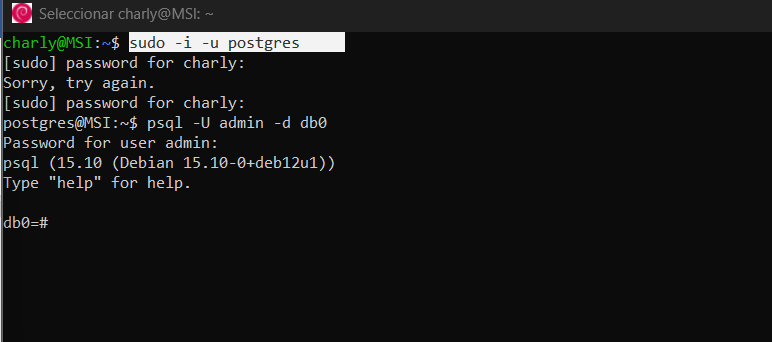 Seleccionar charly@MSI: ~
charly@MSI:~$ sudo -i -u postgres
[sudo] password for charly:
Sorry, try again.
[sudo] password for charly:
postgres@MSI:~$ psql -U admin -d db0
Password for user admin:
psql (15.10 (Debian 15.10-0+deb12u1))
Type "help" for help.
db0=#